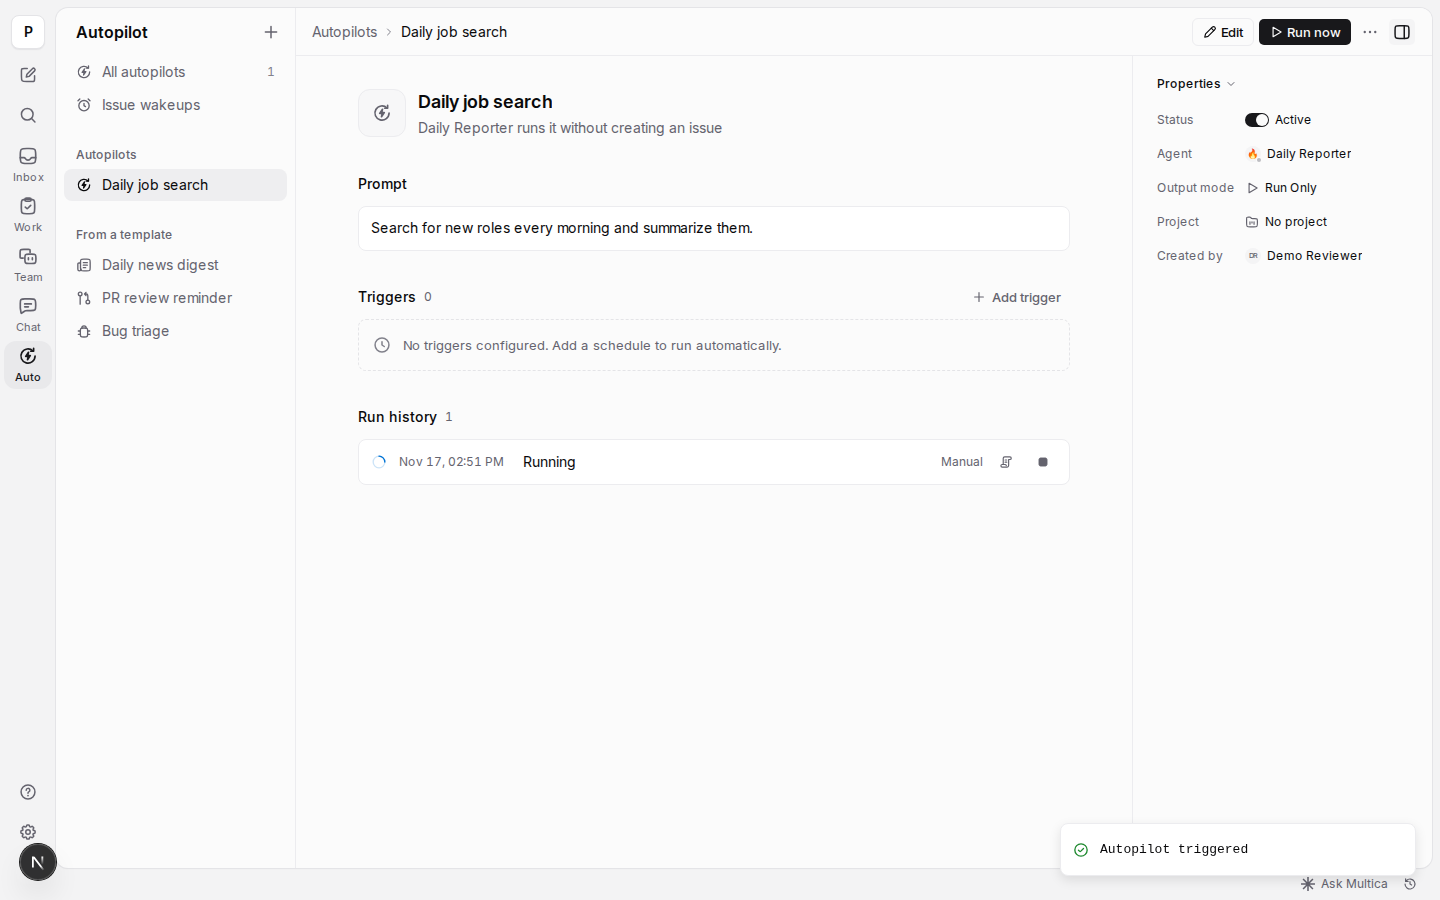 P
Inbox
Work
Team
Chat
Auto
N
Autopilot
All autopilots 1
Issue wakeups
Autopilots
Daily job search
From a template
Daily news digest
PR review reminder
Bug triage
Autopilots > Daily job search
Edit
Run now
Daily job search
Daily Reporter runs it without creating an issue
Prompt
Search for new roles every morning and summarize them.
Triggers 0
Add trigger
No triggers configured. Add a schedule to run automatically.
Run history 1
Nov 17, 02:51 PM Running Manual
Properties
Status Active
Agent Daily Reporter
Output mode Run Only
Project No project
Created by DR Demo Reviewer
Autopilot triggered
Ask Multica